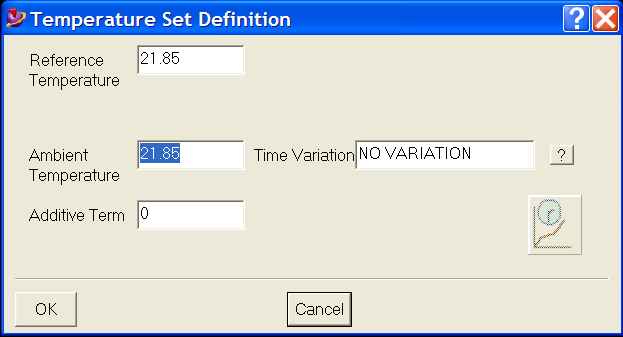 Temperature Set Definition
Reference 21.85
Temperature
Ambient 21.85 Time Variation NO VARIATION ?
Temperature
Additive Term 0
OK Cancel